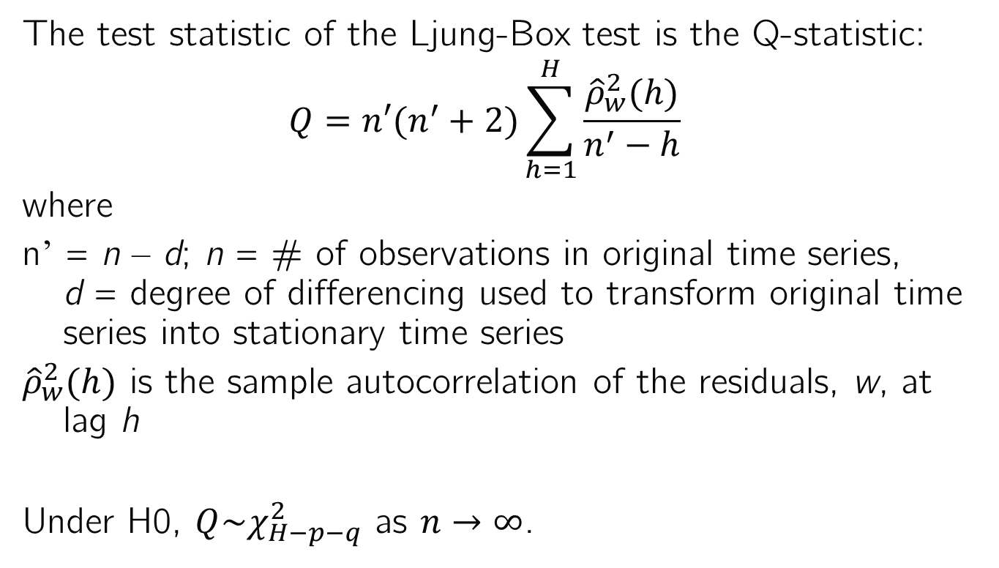 The test statistic of the Ljung-Box test is the Q-statistic:
$Q = n'(n' + 2) \sum_{h=1}^{H} \frac{\hat{\rho}_w^2(h)}{n' - h}$
where
n’ = n – d; n = # of observations in original time series,
d = degree of differencing used to transform original time
series into stationary time series
$\hat{\rho}_w^2(h)$ is the sample autocorrelation of the residuals, w, at
lag h
Under H0, $Q \sim \chi^2_{H-p-q}$ as $n \to \infty$.